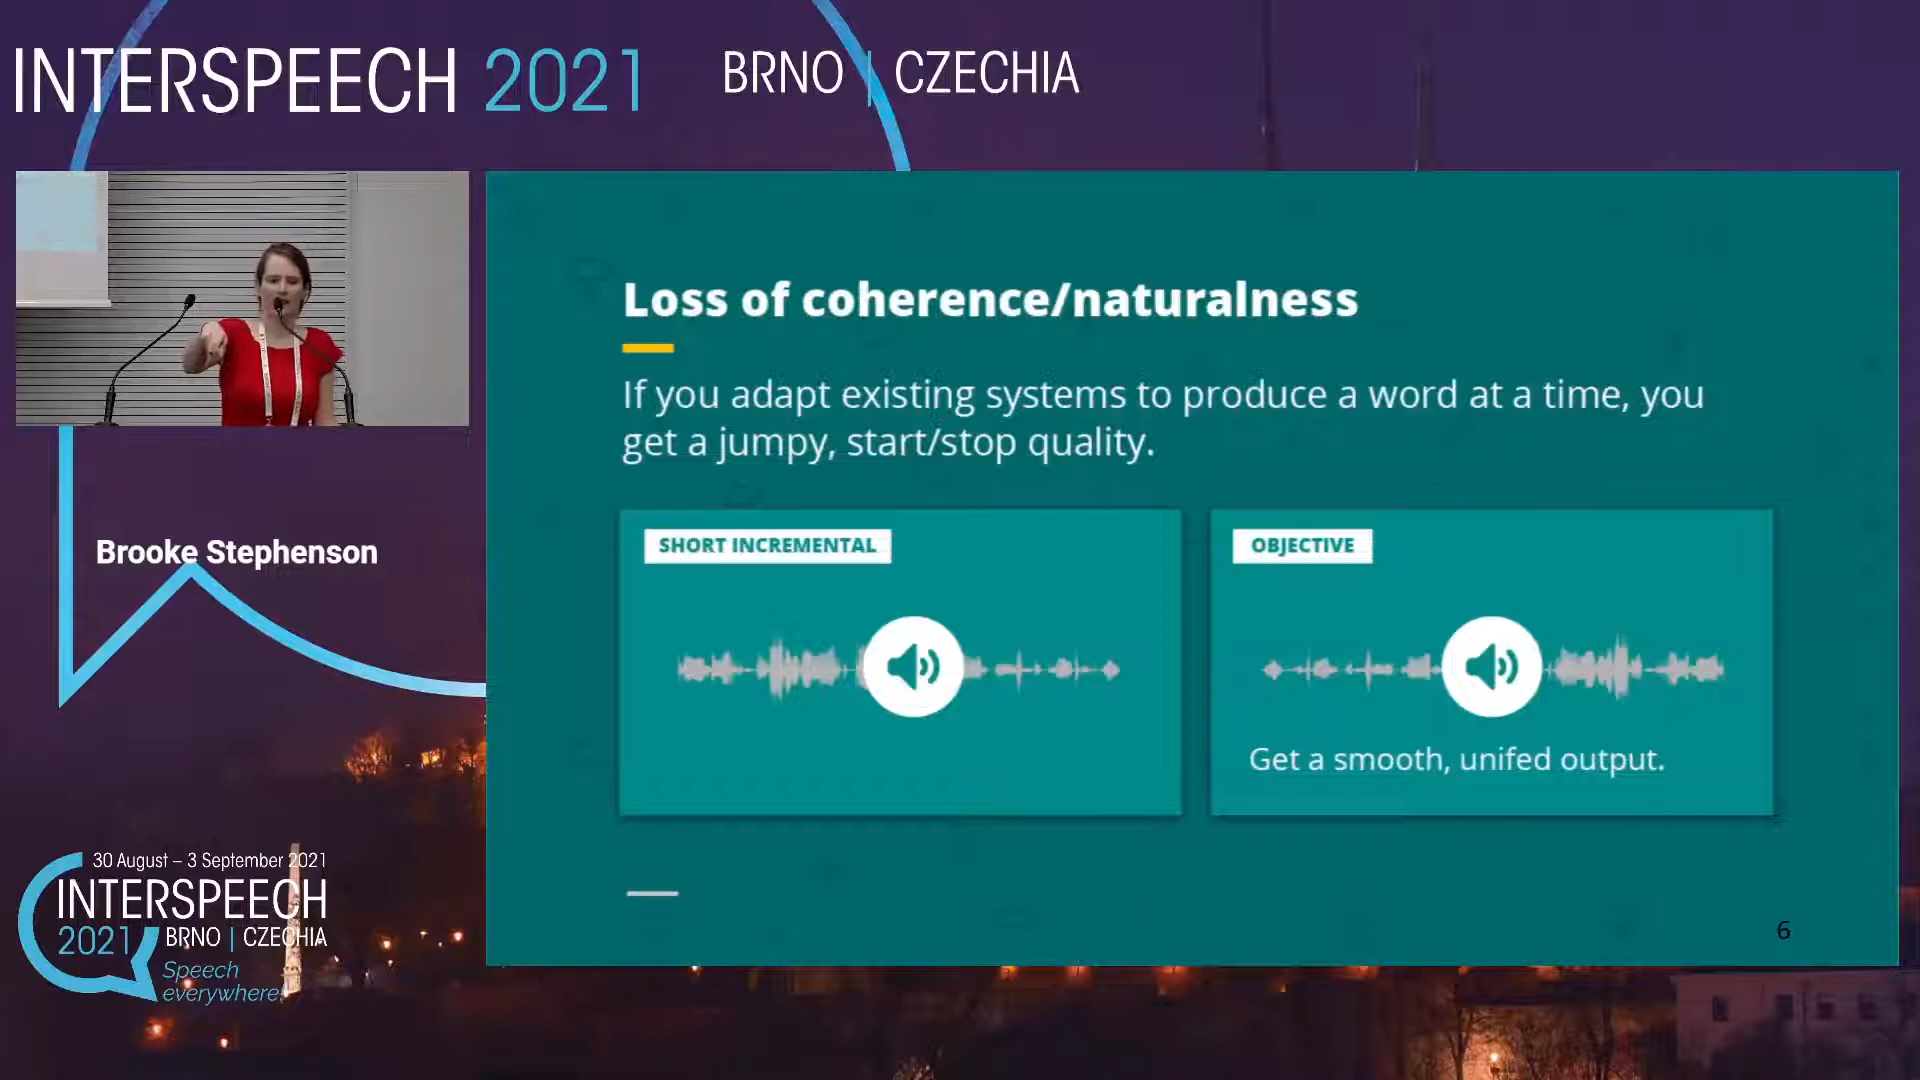 INTERSPEECH 2021
BRNO | CZECHIA
Loss of coherence/naturalness
If you adapt existing systems to produce a word at a time, you
get a jumpy, start/stop quality.
SHORT INCREMENTAL
OBJECTIVE
Get a smooth, unifed output.
6
Brooke Stephenson
30 August – 3 September 2021
INTERSPEECH
2021 BRNO | CZECHIA
Speech
everywhere!